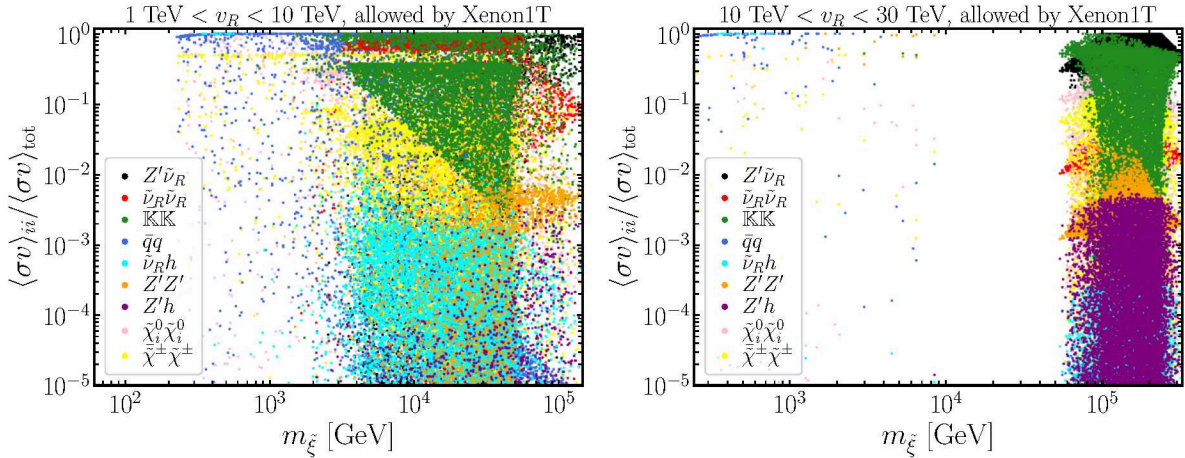 1 TeV < v_R < 10 TeV, allowed by Xenon1T
⟨σv⟩_ii/⟨σv⟩_tot
10^0
10^−1
10^−2
10^−3
10^−4
10^−5
Z′ν̃_R
ν̃_Rν̃_R
𝕂𝕂
q̄q
ν̃_Rh
Z′Z′
Z′h
χ̃_i^0χ̃_i^0
χ̃^±χ̃^±
10^2
10^3
10^4
10^5
m_ξ̃ [GeV]
10 TeV < v_R < 30 TeV, allowed by Xenon1T
⟨σv⟩_ii/⟨σv⟩_tot
10^0
10^−1
10^−2
10^−3
10^−4
10^−5
Z′ν̃_R
ν̃_Rν̃_R
𝕂𝕂
q̄q
ν̃_Rh
Z′Z′
Z′h
χ̃_i^0χ̃_i^0
χ̃^±χ̃^±
10^3
10^4
10^5
m_ξ̃ [GeV]